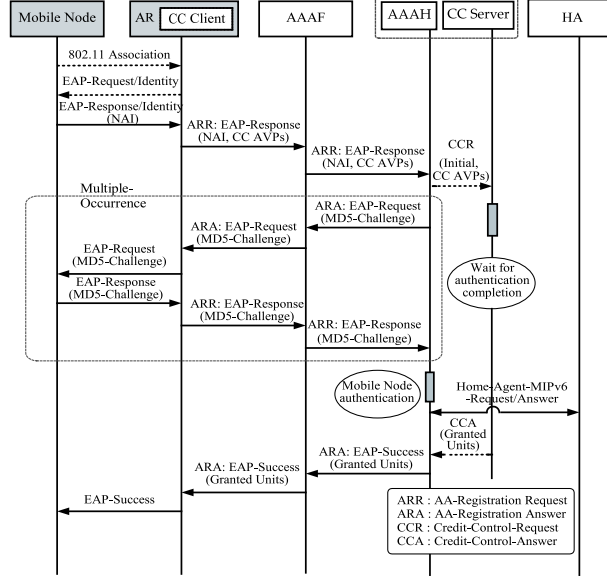 Mobile Node
AR
CC Client
AAAF
AAAH
CC Server
HA
802.11 Association
EAP-Request/Identity
EAP-Response/Identity
(NAI)
ARR: EAP-Response
(NAI, CC AVPs)
ARR: EAP-Response
(NAI, CC AVPs)
CCR
(Initial,
CC AVPs)
Multiple-
Occurrence
ARA: EAP-Request
(MD5-Challenge)
ARA: EAP-Request
(MD5-Challenge)
EAP-Request
(MD5-Challenge)
EAP-Response
(MD5-Challenge)
Wait for
authentication
completion
ARR: EAP-Response
(MD5-Challenge)
ARR: EAP-Response
(MD5-Challenge)
Mobile Node
authentication
Home-Agent-MIPv6
-Request/Answer
CCA
(Granted
Units)
ARA: EAP-Success
(Granted Units)
ARA: EAP-Success
(Granted Units)
EAP-Success
ARR : AA-Registration Request
ARA : AA-Registration Answer
CCR : Credit-Control-Request
CCA : Credit-Control-Answer